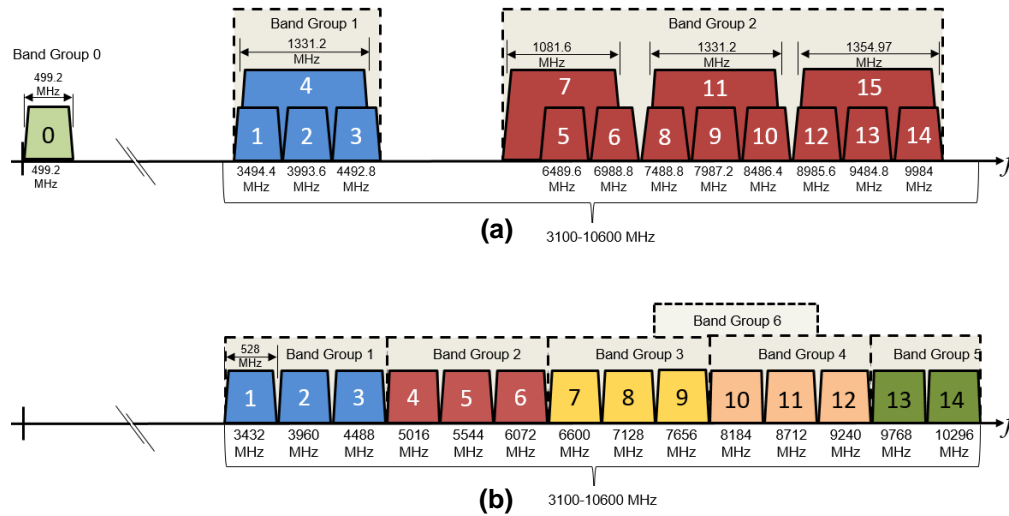 Band Group 1
Band Group 2
1331.2
MHz
1081.6
MHz
1331.2
MHz
1354.97
MHz
Band Group 0
499.2
MHz
4
7
11
15
0
1 2 3
5 6 8 9 10 12 13 14
f
499.2
MHz
3494.4
MHz
3993.6
MHz
4492.8
MHz
6489.6
MHz
6988.8
MHz
7488.8
MHz
7987.2
MHz
8486.4
MHz
8985.6
MHz
9484.8
MHz
9984
MHz
(a)
3100-10600 MHz
Band Group 6
528
MHz
Band Group 1
Band Group 2
Band Group 3
Band Group 4
Band Group 5
1 2 3 4 5 6 7 8 9 10 11 12 13 14
f
3432
MHz
3960
MHz
4488
MHz
5016
MHz
5544
MHz
6072
MHz
6600
MHz
7128
MHz
7656
MHz
8184
MHz
8712
MHz
9240
MHz
9768
MHz
10296
MHz
(b)
3100-10600 MHz